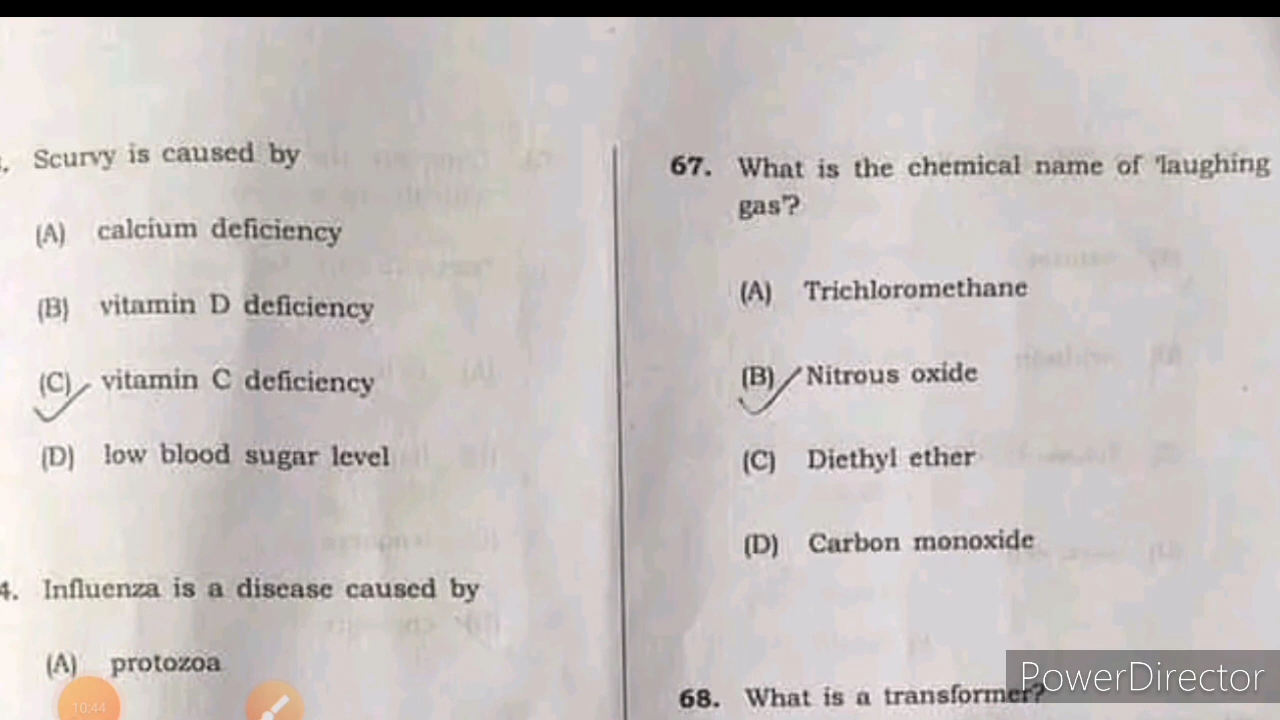 . Scurvy is caused by
(A) calcium deficiency
(B) vitamin D deficiency
(C) vitamin C deficiency
(D) low blood sugar level
4. Influenza is a disease caused by
(A) protozoa
67. What is the chemical name of 'laughing
gas'?
(A) Trichloromethane
(B) Nitrous oxide
(C) Diethyl ether
(D) Carbon monoxide
68. What is a transformer?
10:44
PowerDirector